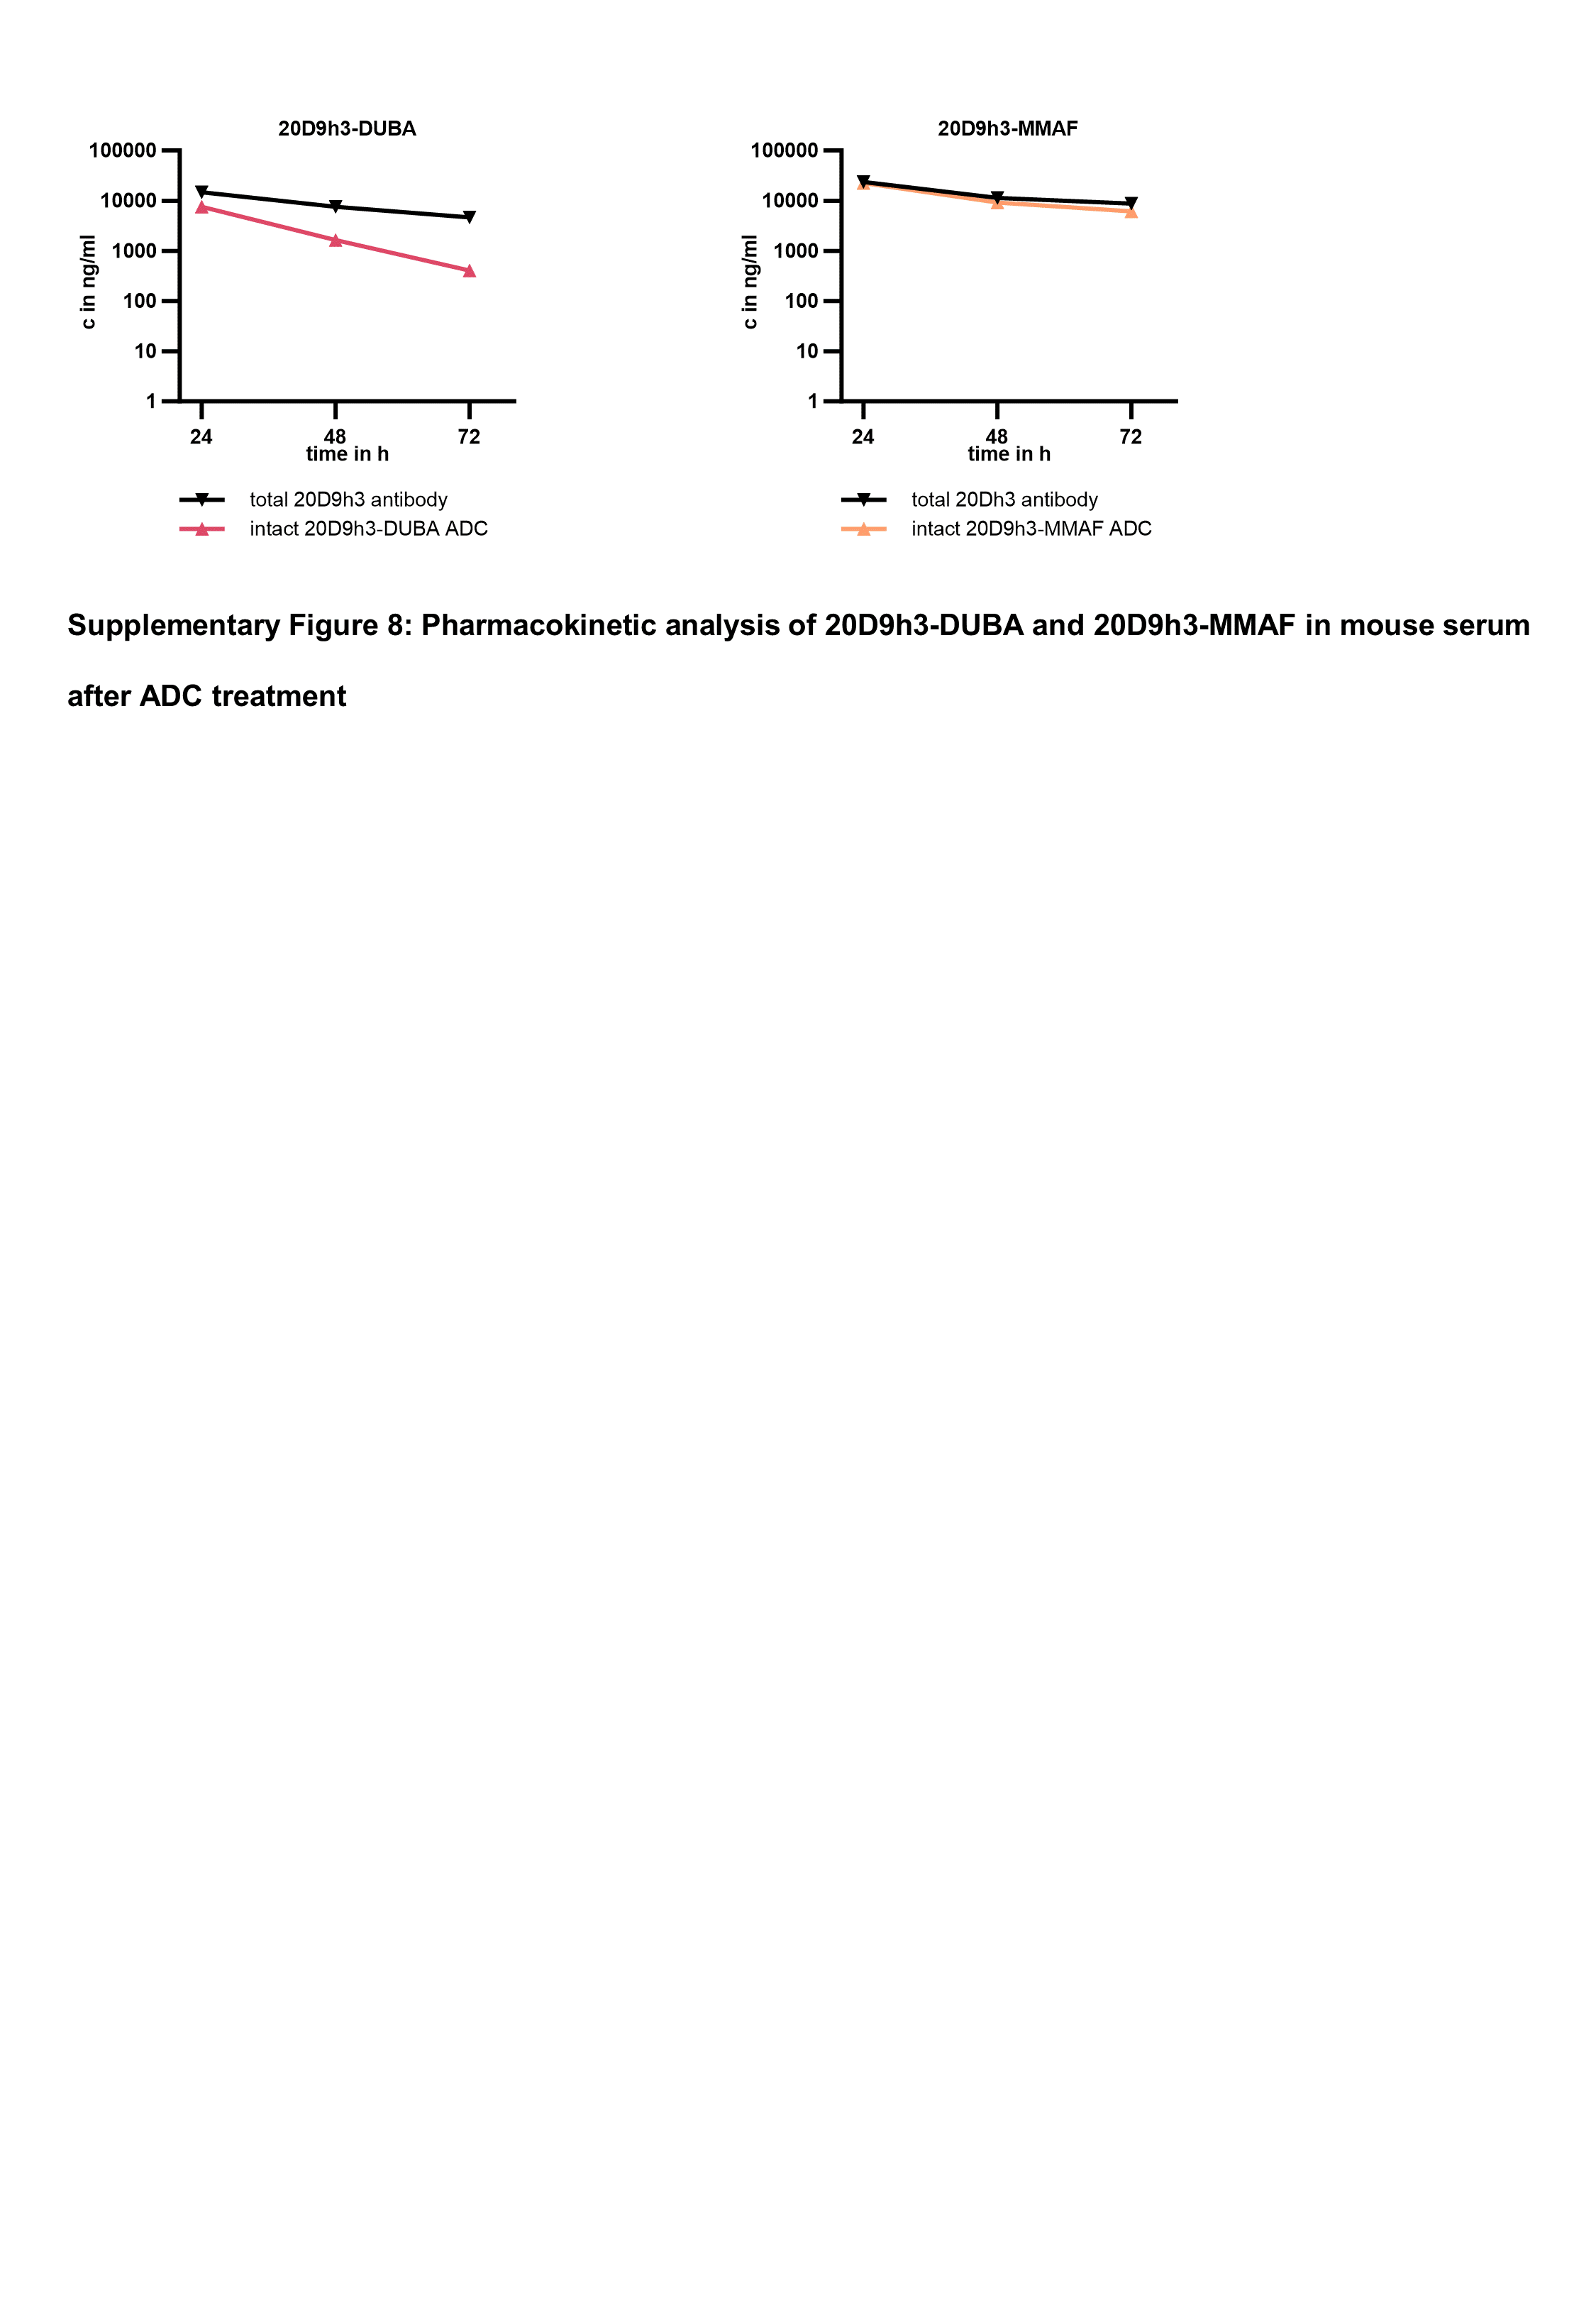 20D9h3-DUBA
100000
10000
1000
100
10
1
c in ng/ml
24 48 72
time in h
total 20D9h3 antibody
intact 20D9h3-DUBA ADC
20D9h3-MMAF
100000
10000
1000
100
10
1
c in ng/ml
24 48 72
time in h
total 20Dh3 antibody
intact 20D9h3-MMAF ADC
Supplementary Figure 8: Pharmacokinetic analysis of 20D9h3-DUBA and 20D9h3-MMAF in mouse serum
after ADC treatment